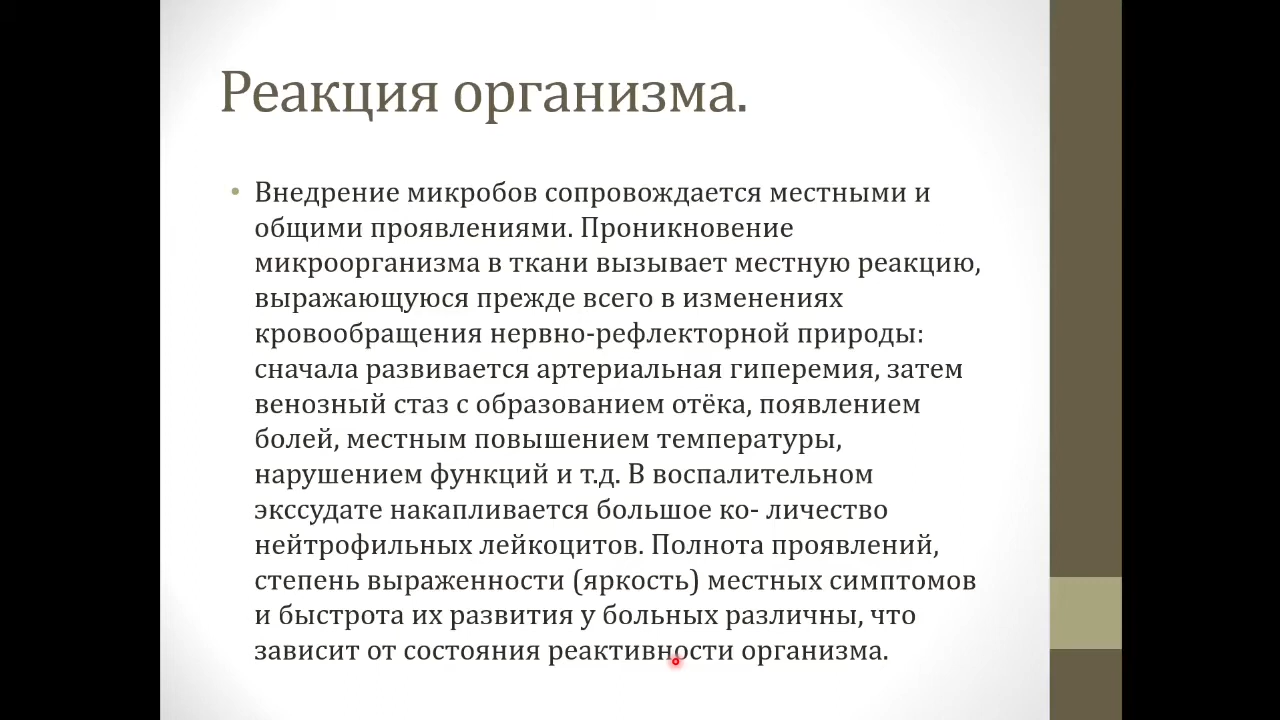 Реакция организма.
• Внедрение микробов сопровождается местными и
общими проявлениями. Проникновение
микроорганизма в ткани вызывает местную реакцию,
выражающуюся прежде всего в изменениях
кровообращения нервно-рефлекторной природы:
сначала развивается артериальная гиперемия, затем
венозный стаз с образованием отёка, появлением
болей, местным повышением температуры,
нарушением функций и т.д. В воспалительном
экссудате накапливается большое ко- личество
нейтрофильных лейкоцитов. Полнота проявлений,
степень выраженности (яркость) местных симптомов
и быстрота их развития у больных различны, что
зависит от состояния реактивности организма.